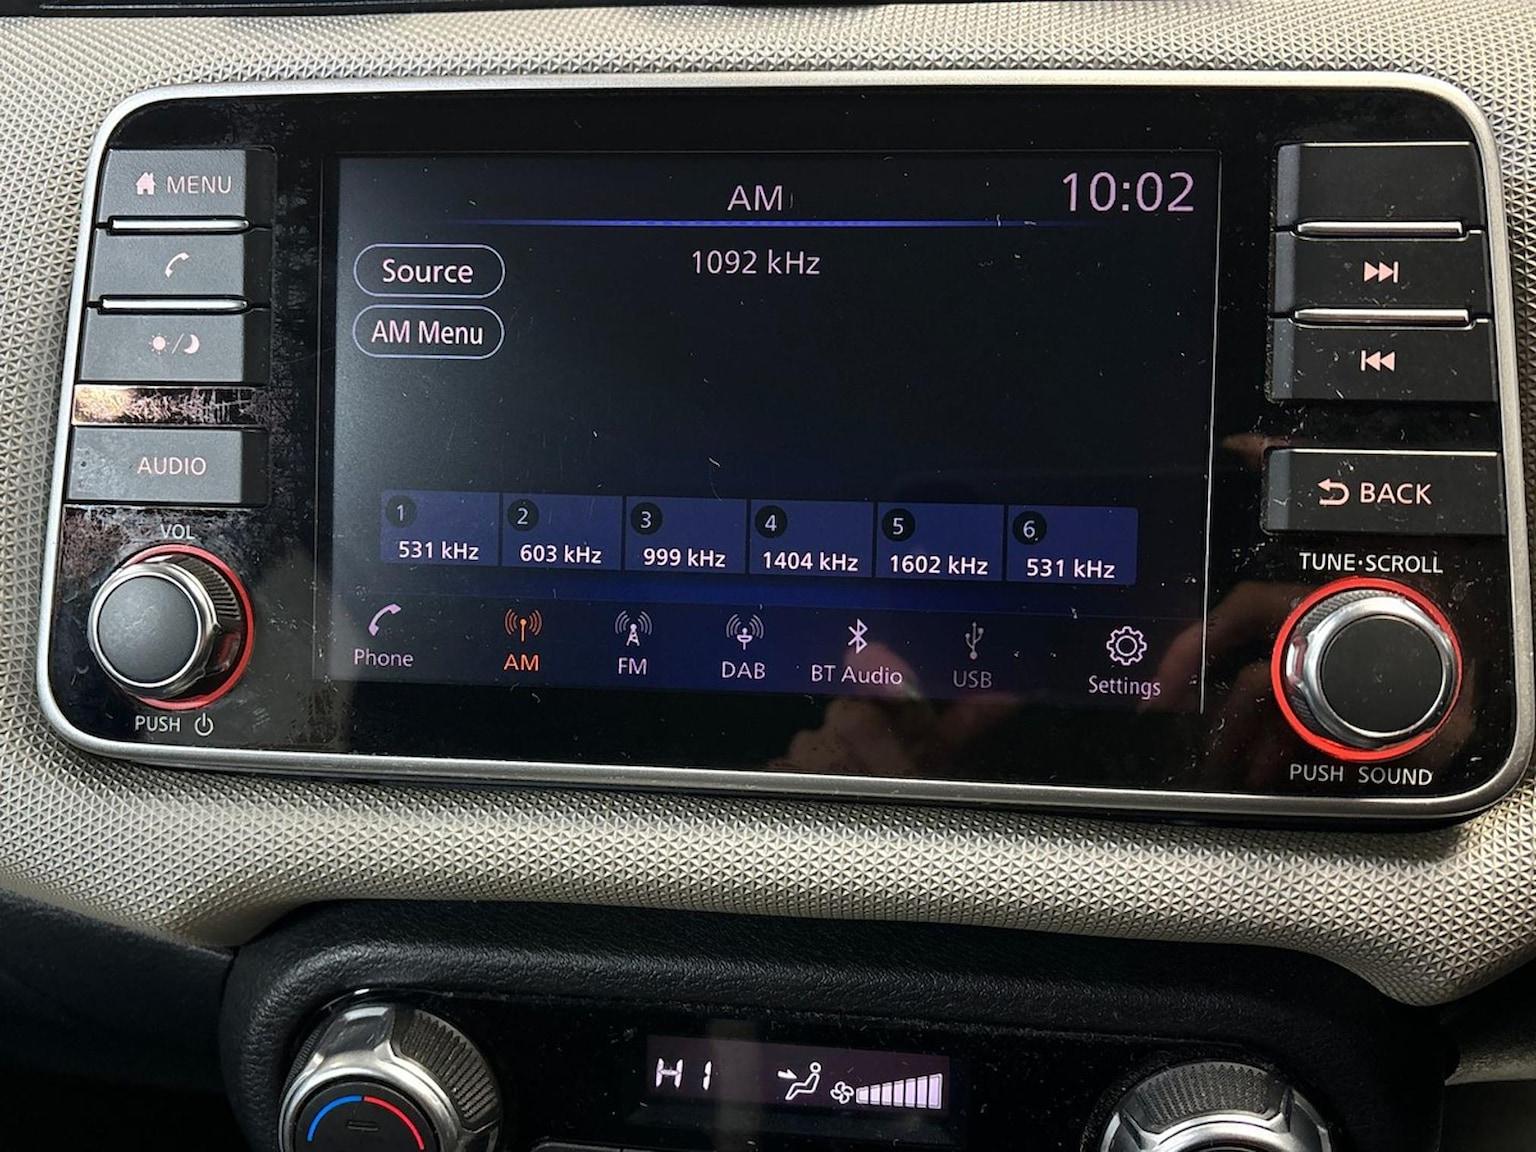 MENU
AUDIO
VOL
PUSH
AM
10:02
1092 kHz
Source
AM Menu
1 2 3 4 5 6
531 kHz 603 kHz 999 kHz 1404 kHz 1602 kHz 531 kHz
Phone AM FM DAB BT Audio USB Settings
BACK
TUNE·SCROLL
PUSH SOUND
HI